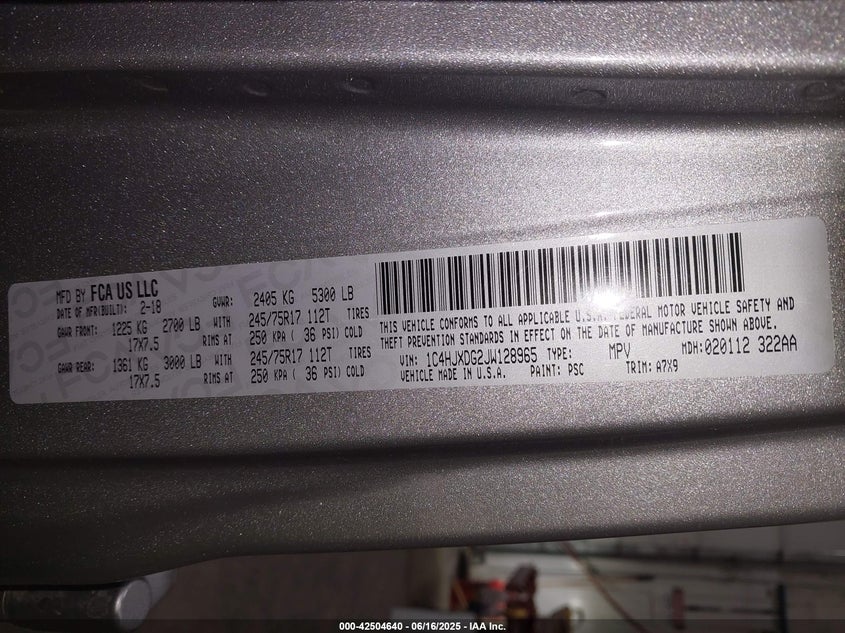 MFD BY FCA US LLC
DATE OF MFR(BUILT): 2-18
GVWR: 2405 KG 5300 LB
GAWR FRONT: 1225 KG 2700 LB WITH 245/75R17 112T TIRES
17X7.5 RIMS AT 250 KPA ( 36 PSI) COLD
GAWR REAR: 1361 KG 3000 LB WITH 245/75R17 112T TIRES
17X7.5 RIMS AT 250 KPA ( 36 PSI) COLD
THIS VEHICLE CONFORMS TO ALL APPLICABLE U.S.A. FEDERAL MOTOR VEHICLE SAFETY AND
THEFT PREVENTION STANDARDS IN EFFECT ON THE DATE OF MANUFACTURE SHOWN ABOVE.
VIN: 1C4HJXDG2JW128965 TYPE: MPV MDH:020112 322AA
VEHICLE MADE IN U.S.A. PAINT: PSC TRIM: A7X9
000-42504640 - 06/16/2025 - IAA Inc.